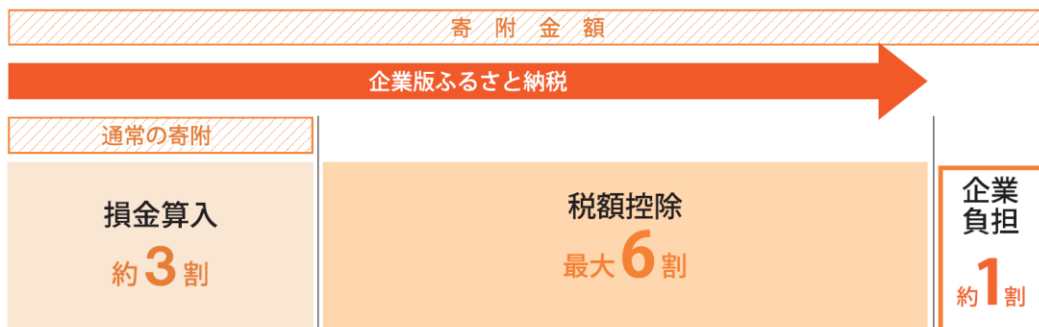 寄附金額
企業版ふるさと納税
通常の寄附
損金算入
約3割
税額控除
最大6割
企業
負担
約1割